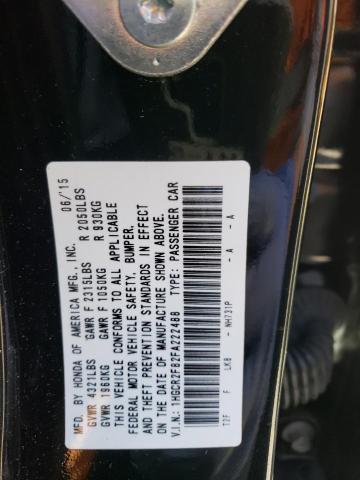 MFD. BY HONDA OF AMERICA MFG., INC. 06/15
GVWR 4321LBS GAWR F 2315LBS R 2050LBS
GVWR 1960KG GAWR F 1050KG R 930KG
THIS VEHICLE CONFORMS TO ALL APPLICABLE
FEDERAL MOTOR VEHICLE SAFETY, BUMPER,
AND THEFT PREVENTION STANDARDS IN EFFECT
ON THE DATE OF MANUFACTURE SHOWN ABOVE.
V.I.N.: 1HGCR2F82FA222488 TYPE: PASSENGER CAR
T2F F LK8 - NH731P - A - A